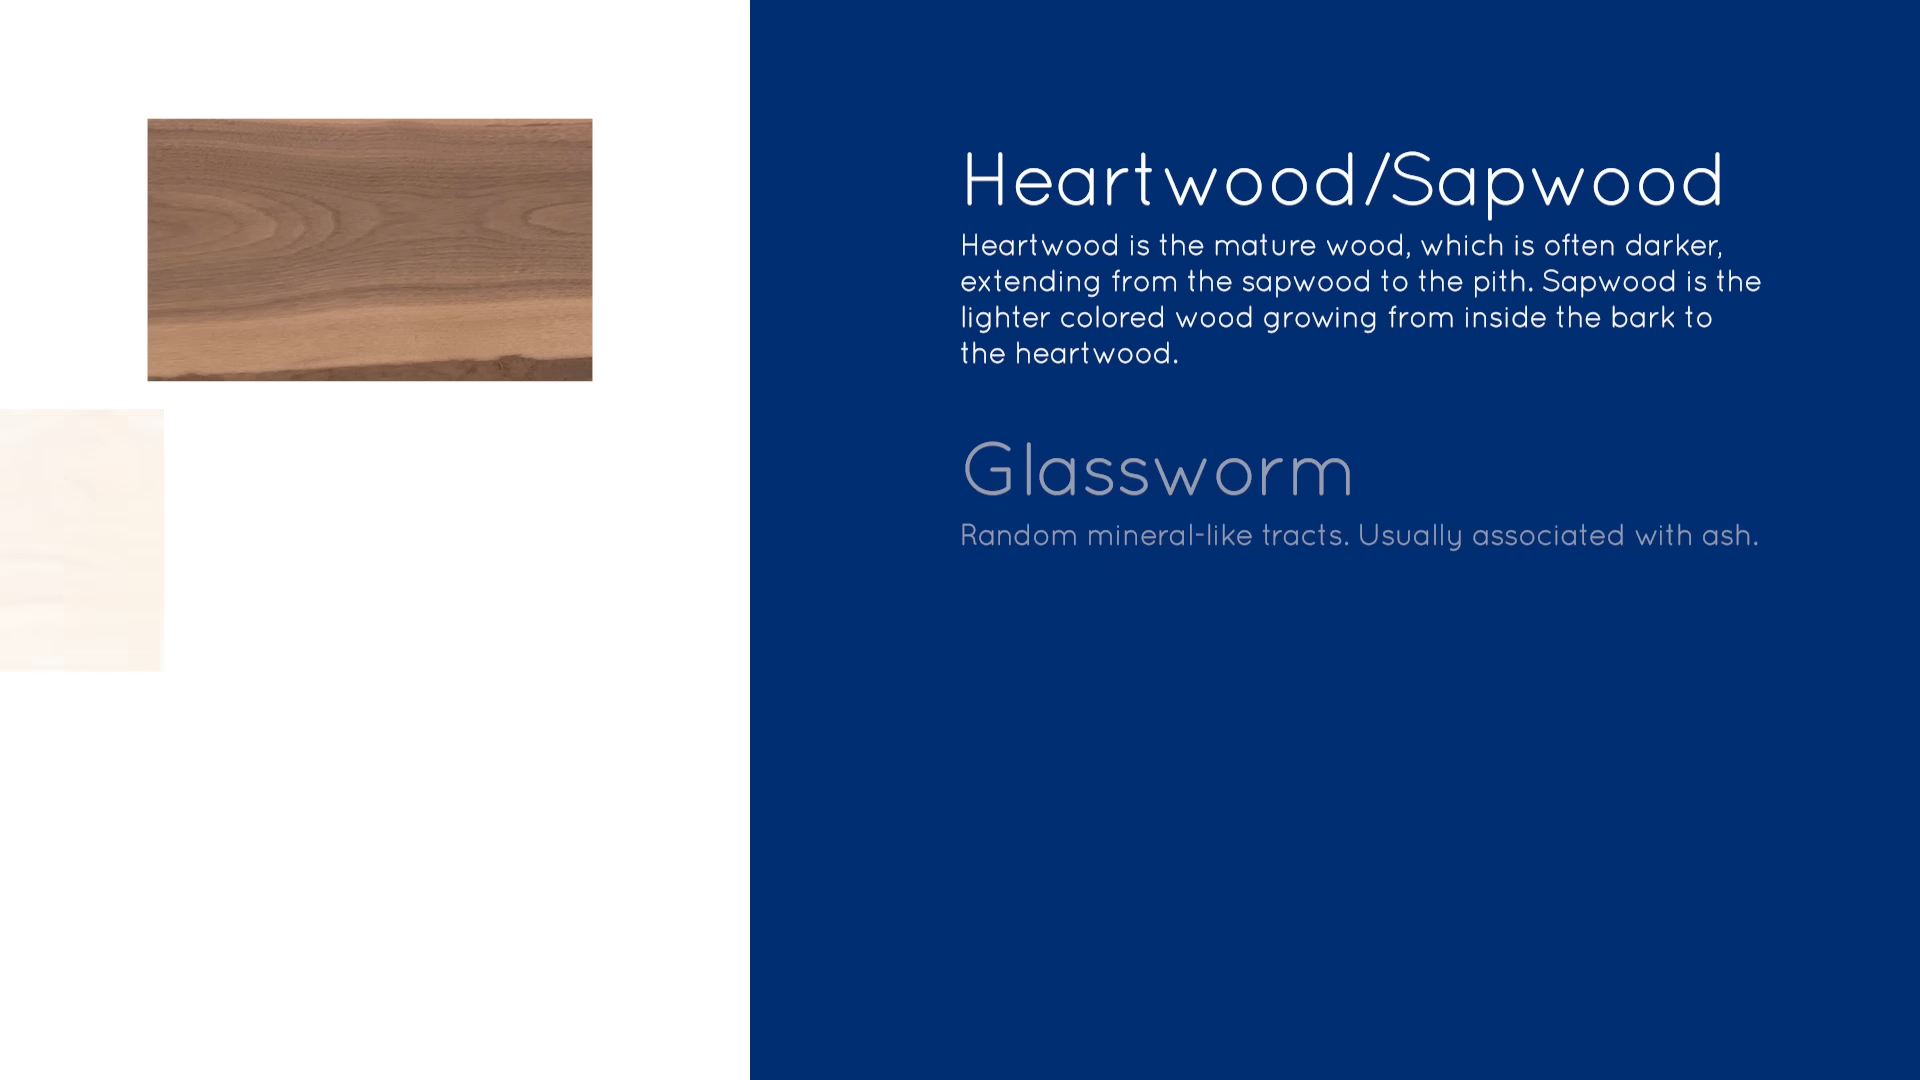 Heartwood/Sapwood
Heartwood is the mature wood, which is often darker,
extending from the sapwood to the pith. Sapwood is the
lighter colored wood growing from inside the bark to
the heartwood.
Glassworm
Random mineral-like tracts. Usually associated with ash.